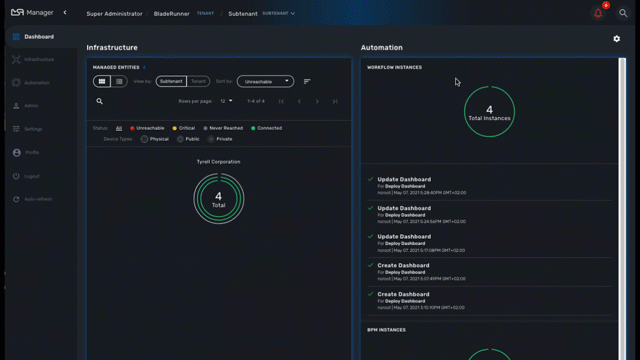 Manager
Super Administrator / BladeRunner TENANT / Subtenant SUBTENANT
6
Dashboard
Infrastructure
Automation
Admin
Settings
Profile
Logout
Auto-refresh
Infrastructure
MANAGED ENTITIES 4
View by: Subtenant Tenant Sort by: Unreachable
Rows per page: 12 1-4 of 4
Status: All Unreachable Critical Never Reached Connected
Device Types: Physical Public Private
Tyrell Corporation
4
Total
Automation
WORKFLOW INSTANCES
4
Total Instances
Update Dashboard
For Deploy Dashboard
ncroot | May 07, 2021 5:28:40PM GMT+02:00
Update Dashboard
For Deploy Dashboard
ncroot | May 07, 2021 5:24:56PM GMT+02:00
Update Dashboard
For Deploy Dashboard
ncroot | May 07, 2021 5:17:08PM GMT+02:00
Create Dashboard
For Deploy Dashboard
ncroot | May 07, 2021 5:07:49PM GMT+02:00
Create Dashboard
For Deploy Dashboard
ncroot | May 07, 2021 3:10:10PM GMT+02:00
BPM INSTANCES